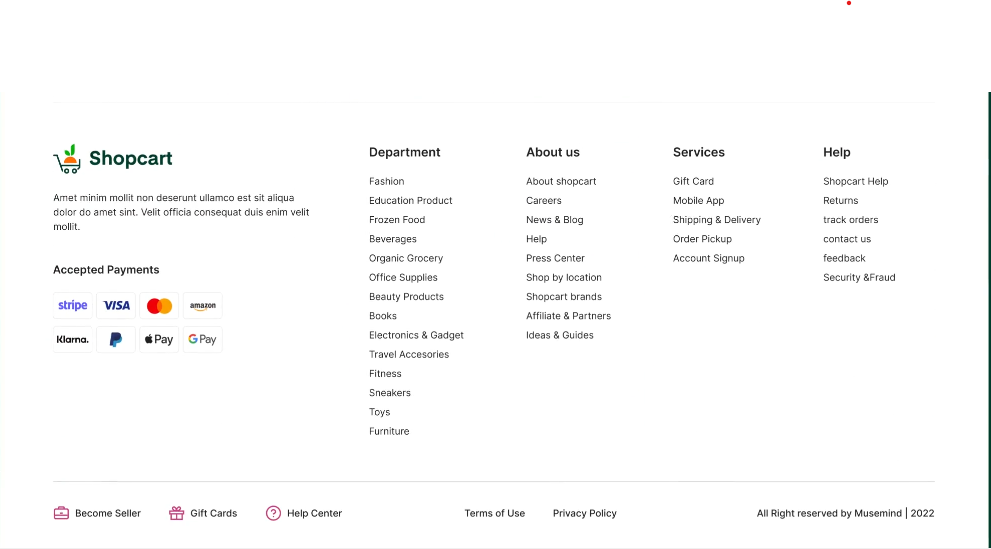 Shopcart
Amet minim mollit non deserunt ullamco est sit aliqua
dolor do amet sint. Velit officia consequat duis enim velit
mollit.
Accepted Payments
stripe
VISA
amazon
Klarna.
Pay
G Pay
Department
Fashion
Education Product
Frozen Food
Beverages
Organic Grocery
Office Supplies
Beauty Products
Books
Electronics & Gadget
Travel Accesories
Fitness
Sneakers
Toys
Furniture
About us
About shopcart
Careers
News & Blog
Help
Press Center
Shop by location
Shopcart brands
Affiliate & Partners
Ideas & Guides
Services
Gift Card
Mobile App
Shipping & Delivery
Order Pickup
Account Signup
Help
Shopcart Help
Returns
track orders
contact us
feedback
Security &Fraud
Become Seller
Gift Cards
Help Center
Terms of Use
Privacy Policy
All Right reserved by Musemind | 2022